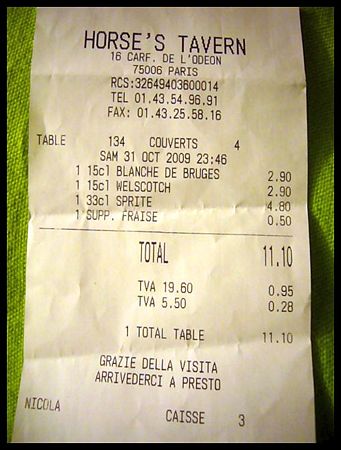 HORSE'S TAVERN
16 CARF. DE L'ODEON
75006 PARIS
RCS:32649403600014
TEL 01.43.54.96.91
FAX: 01.43.25.58.16
TABLE 134 COUVERTS 4
SAM 31 OCT 2009 23:46
1 15cl BLANCHE DE BRUGES 2.90
1 15cl WELSCOTCH 2.90
1 33cl SPRITE 4.80
1 SUPP. FRAISE 0.50
TOTAL 11.10
TVA 19.60 0.95
TVA 5.50 0.28
1 TOTAL TABLE 11.10
GRAZIE DELLA VISITA
ARRIVEDERCI A PRESTO
NICOLA
CAISSE 3